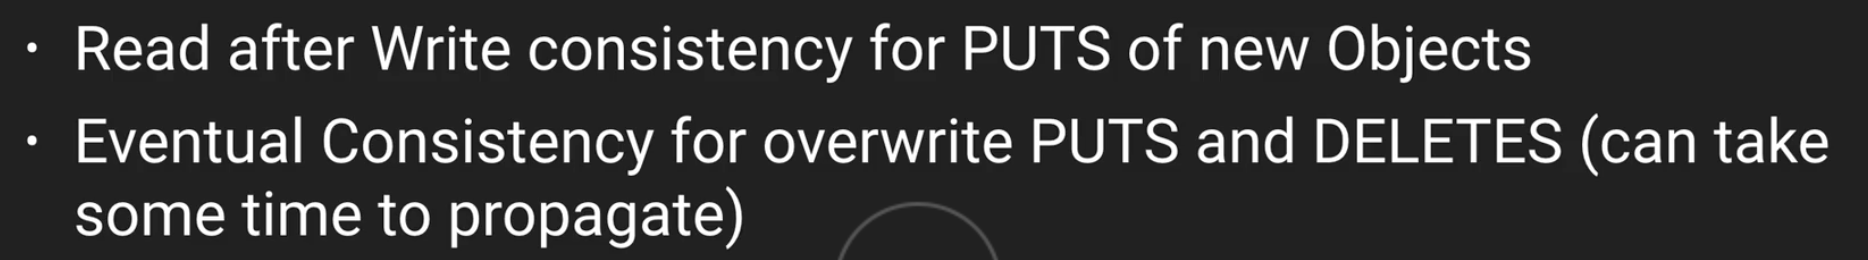 • Read after Write consistency for PUTS of new Objects
• Eventual Consistency for overwrite PUTS and DELETES (can take
some time to propagate)